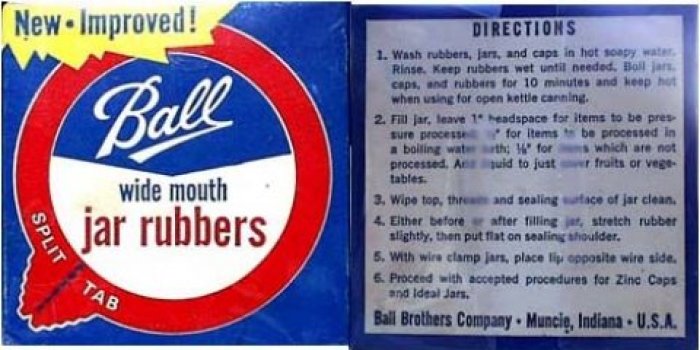 New • Improved!
Ball
wide mouth
jar rubbers
SPLIT
TAB
DIRECTIONS
1. Wash rubbers, jars, and caps in hot soapy water.
Rinse. Keep rubbers wet until needed. Boil jars,
caps, and rubbers for 10 minutes and keep hot
when using for open kettle canning.
2. Fill jar, leave 1" headspace for items to be pres-
sure processed for items to be processed in
a boiling water for which are not
processed. to just fruits or vege-
tables.
3. Wipe top, threads and sealing surface of jar clean.
4. Either before or after filling jar, stretch rubber
slightly, then put flat on sealing shoulder.
5. With wire clamp jars, place lip opposite wire side.
6. Proceed with accepted procedures for Zinc Caps
and Ideal Jars.
Ball Brothers Company • Muncie, Indiana • U.S.A.